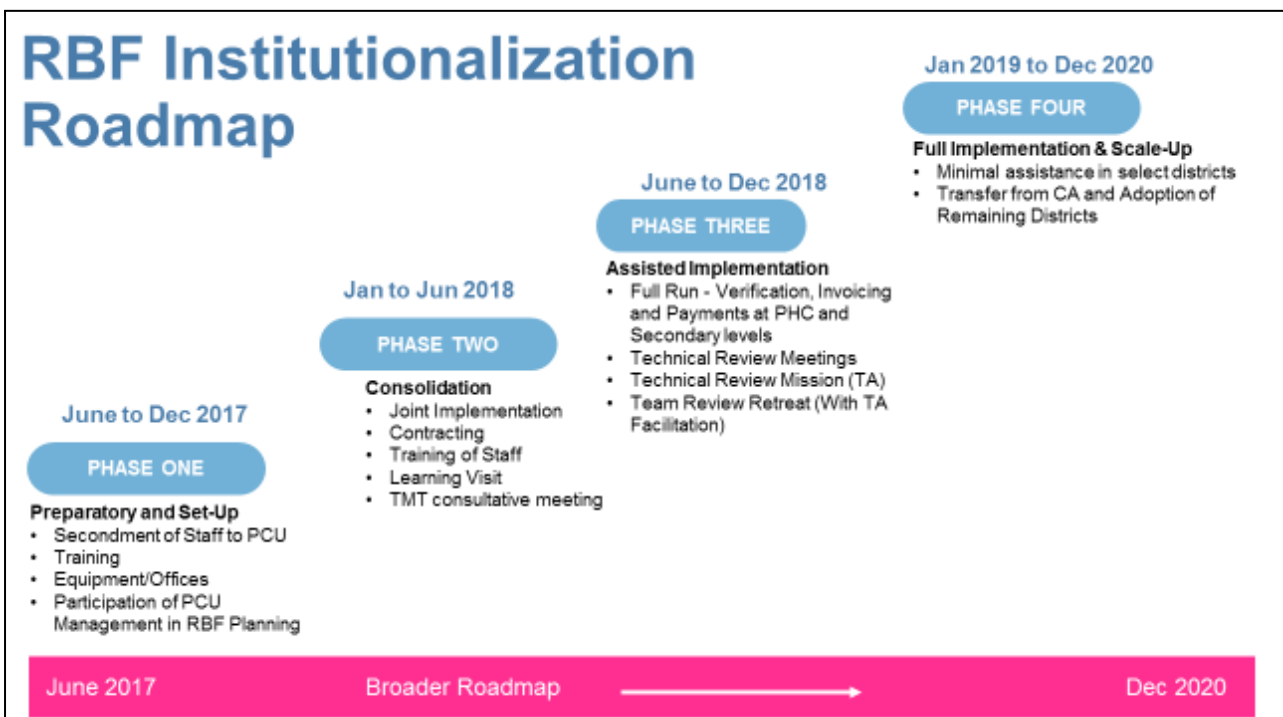 RBF Institutionalization
Roadmap
June to Dec 2017
PHASE ONE
Preparatory and Set-Up
• Secondment of Staff to PCU
• Training
• Equipment/Offices
• Participation of PCU
Management in RBF Planning
Jan to Jun 2018
PHASE TWO
Consolidation
• Joint Implementation
• Contracting
• Training of Staff
• Learning Visit
• TMT consultative meeting
June to Dec 2018
PHASE THREE
Assisted Implementation
• Full Run - Verification, Invoicing
and Payments at PHC and
Secondary levels
• Technical Review Meetings
• Technical Review Mission (TA)
• Team Review Retreat (With TA
Facilitation)
Jan 2019 to Dec 2020
PHASE FOUR
Full Implementation & Scale-Up
• Minimal assistance in select districts
• Transfer from CA and Adoption of
Remaining Districts
June 2017 Broader Roadmap Dec 2020